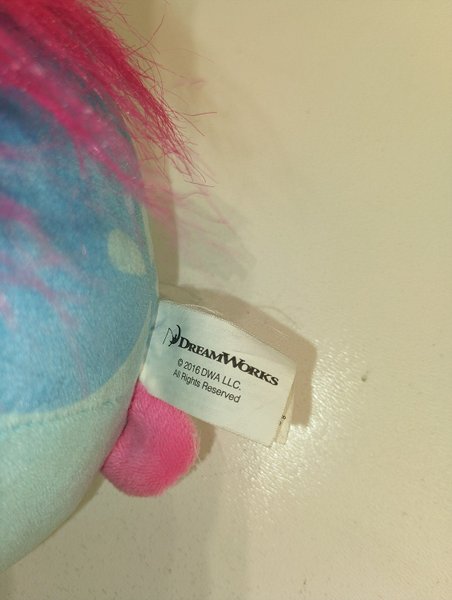 DREAMWORKS
© 2016 DWA LLC.
All Rights Reserved